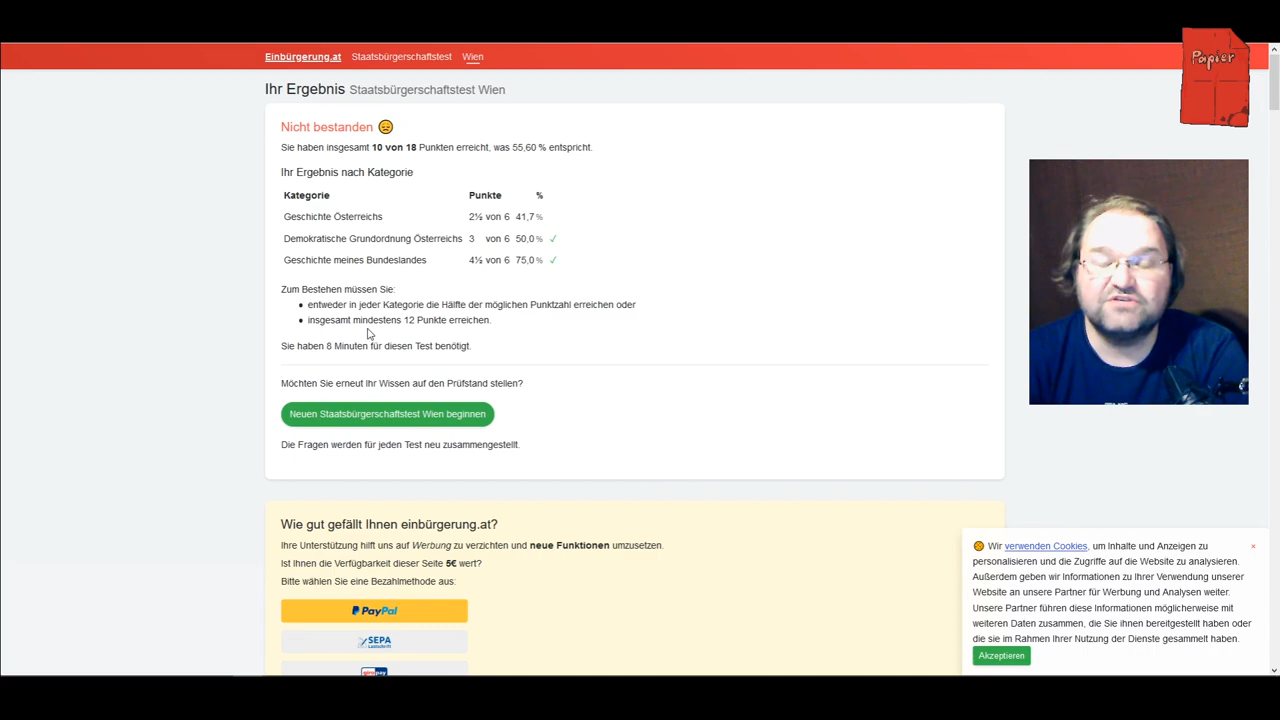 Papier
Einbürgerung.at Staatsbürgerschaftstest Wien
Ihr Ergebnis Staatsbürgerschaftstest Wien
Nicht bestanden
Sie haben insgesamt 10 von 18 Punkten erreicht, was 55,60 % entspricht.
Ihr Ergebnis nach Kategorie
Kategorie Punkte %
Geschichte Österreichs 2½ von 6 41,7 %
Demokratische Grundordnung Österreichs 3 von 6 50,0 % ✓
Geschichte meines Bundeslandes 4½ von 6 75,0 % ✓
Zum Bestehen müssen Sie:
• entweder in jeder Kategorie die Hälfte der möglichen Punktzahl erreichen oder
• insgesamt mindestens 12 Punkte erreichen.
Sie haben 8 Minuten für diesen Test benötigt.
Möchten Sie erneut Ihr Wissen auf den Prüfstand stellen?
Neuen Staatsbürgerschaftstest Wien beginnen
Die Fragen werden für jeden Test neu zusammengestellt.
Wie gut gefällt Ihnen einbürgerung.at?
Ihre Unterstützung hilft uns auf Werbung zu verzichten und neue Funktionen umzusetzen.
Ist Ihnen die Verfügbarkeit dieser Seite 5€ wert?
Bitte wählen Sie eine Bezahlmethode aus:
PayPal
SEPA
Lastschrift
giropay
Wir verwenden Cookies, um Inhalte und Anzeigen zu
personalisieren und die Zugriffe auf die Website zu analysieren.
Außerdem geben wir Informationen zu Ihrer Verwendung unserer
Website an unsere Partner für Werbung und Analysen weiter.
Unsere Partner führen diese Informationen möglicherweise mit
weiteren Daten zusammen, die Sie ihnen bereitgestellt haben oder
die sie im Rahmen Ihrer Nutzung der Dienste gesammelt haben.
Akzeptieren